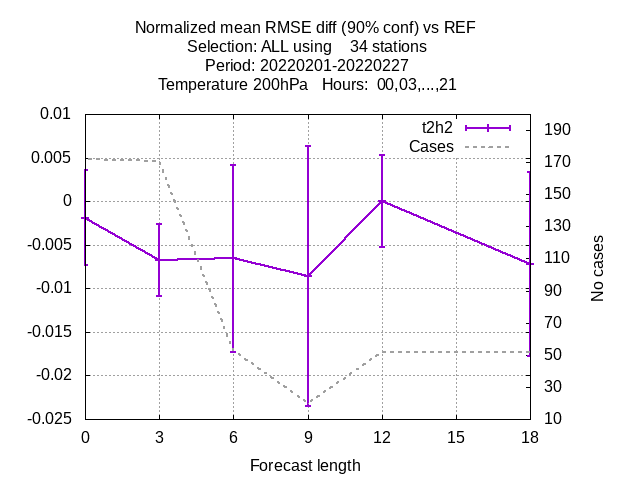 Normalized mean RMSE diff (90% conf) vs REF
Selection: ALL using    34 stations
Period: 20220201-20220227
Temperature 200hPa   Hours:  00,03,...,21
t2h2
Cases
0.01
0.005
0
-0.005
-0.01
-0.015
-0.02
-0.025
190
170
150
130
110
90
70
50
30
10
No cases
0 3 6 9 12 15 18
Forecast length